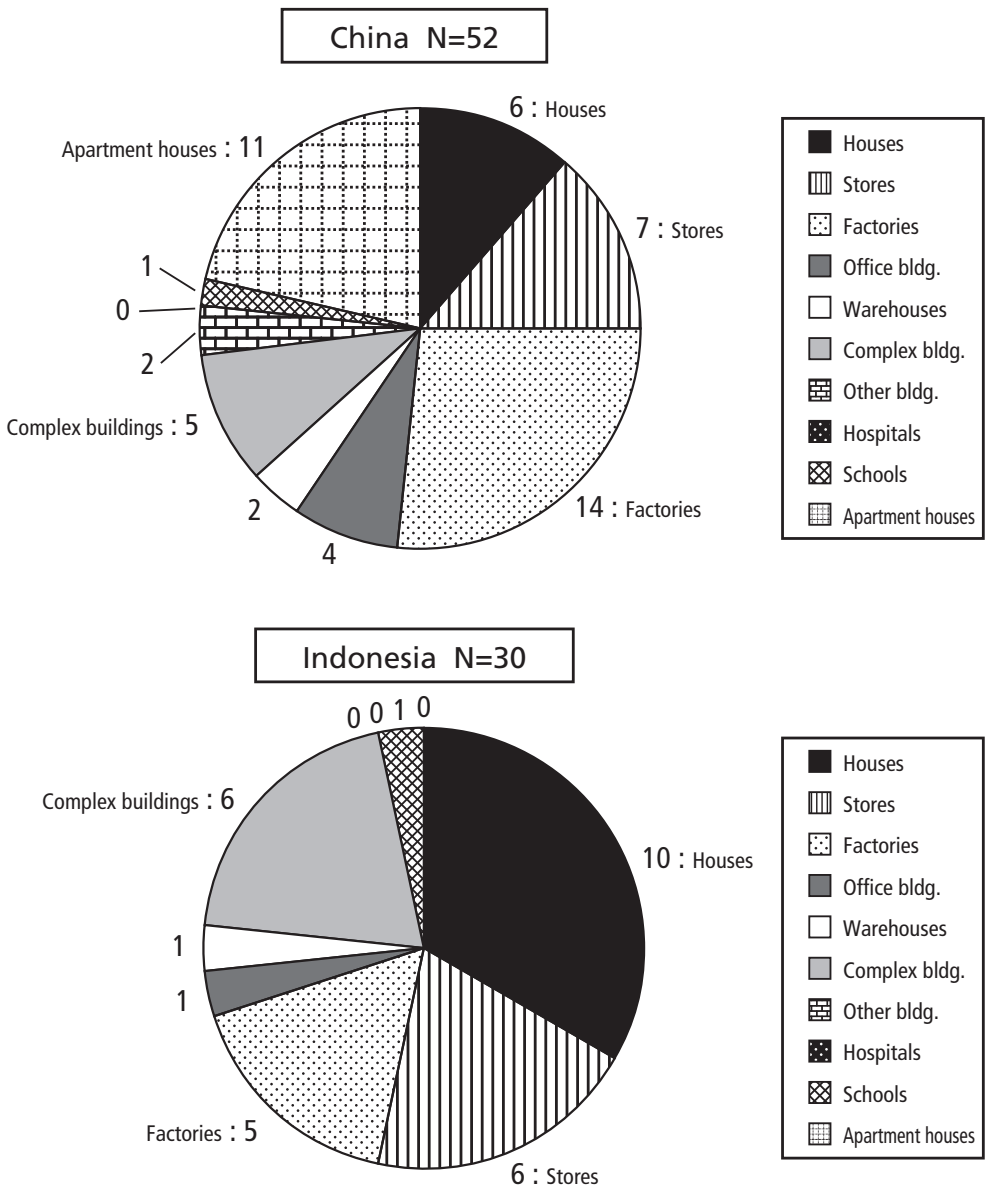 China N=52
6 : Houses
Apartment houses : 11
7 : Stores
1
0
2
Complex buildings : 5
14 : Factories
2
4
Houses
Stores
Factories
Office bldg.
Warehouses
Complex bldg.
Other bldg.
Hospitals
Schools
Apartment houses
Indonesia N=30
0 0 1 0
Complex buildings : 6
10 : Houses
1
1
Factories : 5
6 : Stores
Houses
Stores
Factories
Office bldg.
Warehouses
Complex bldg.
Other bldg.
Hospitals
Schools
Apartment houses